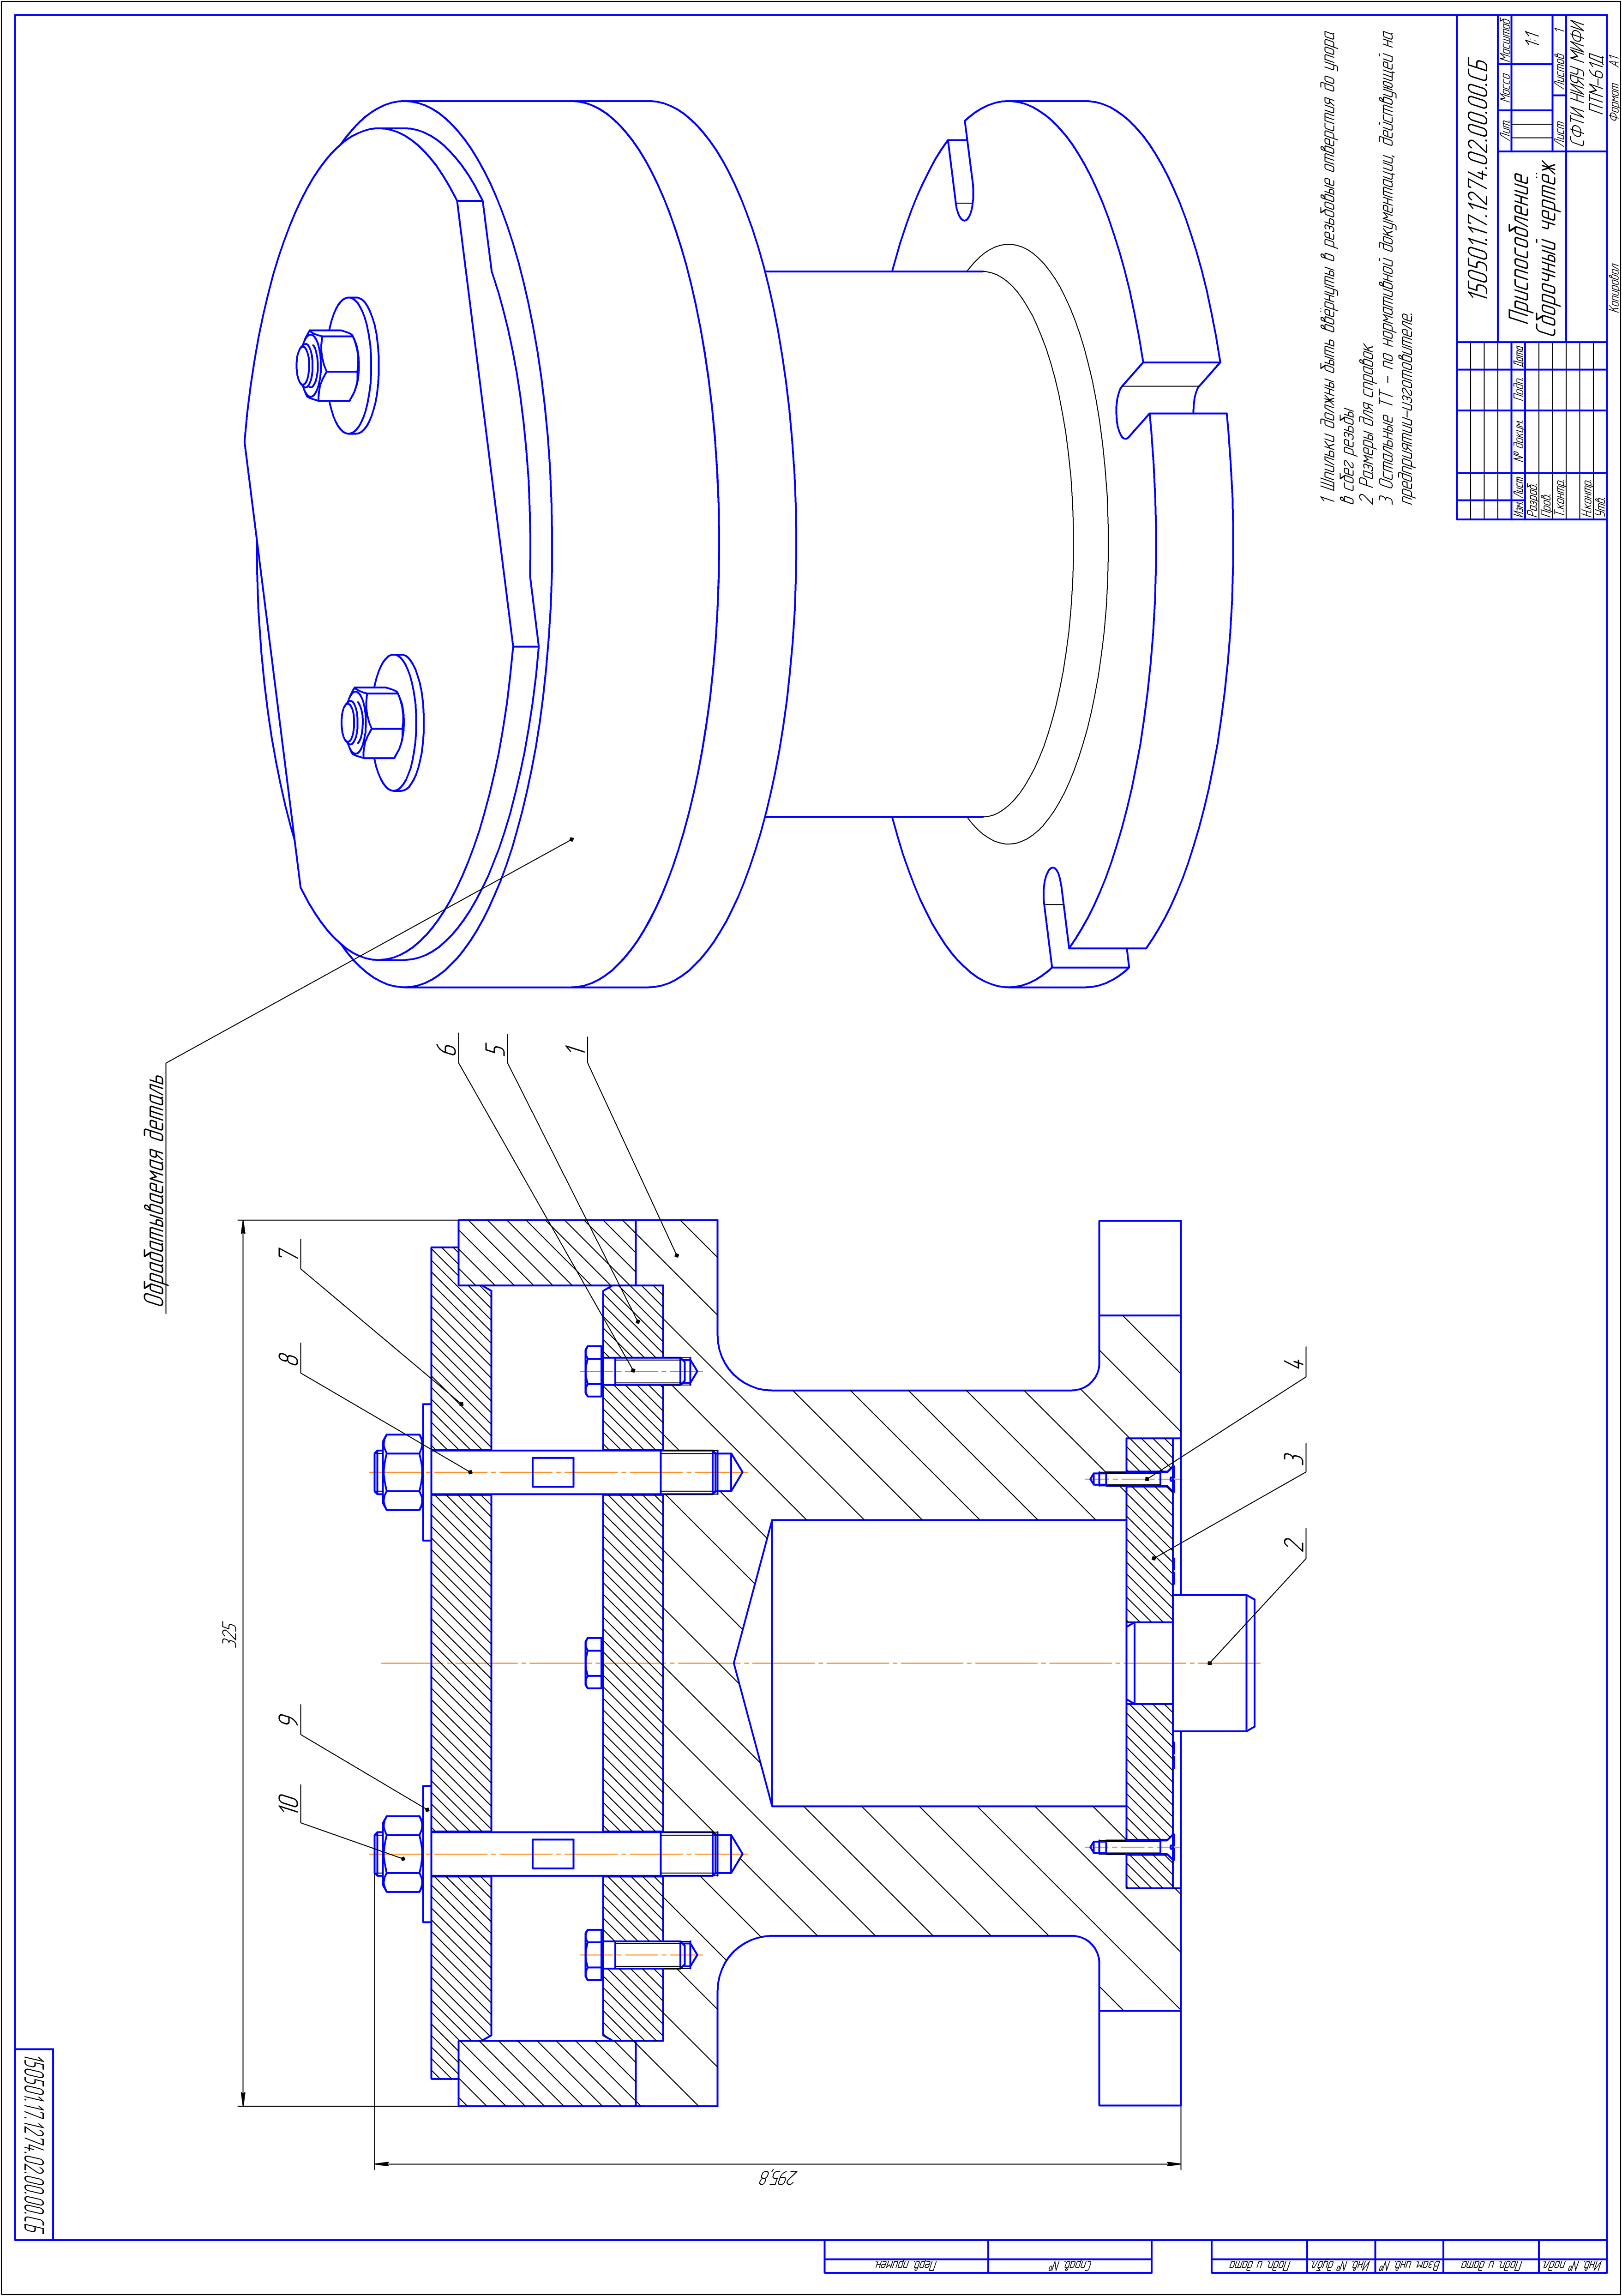 150501.17.1274.02.00.00.СБ
Обрабатываемая деталь
325
295,8
10
9
8
7
6
5
1
2
3
4
1 Шпильки должны быть ввёрнуты в резьбовые отверстия до упора
в сбег резьбы
2 Размеры для справок
3 Остальные ТТ - по нормативной документации, действующей на
предприятии-изготовителе.
Перв. примен.
Справ. №
Подп. и дата
Инв. № дубл.
Взам. инв. №
Подп. и дата
Инв. № подл.
150501.17.1274.02.00.00.СБ
Изм. Лист № докум. Подп. Дата
Разраб.
Пров.
Т.контр.
Н.контр.
Утв.
Приспособление
Сборочный чертёж
Лит. Масса Масштаб
1:1
Лист Листов 1
СФТИ НИЯУ МИФИ
ПТМ-61Д
Копировал Формат А1